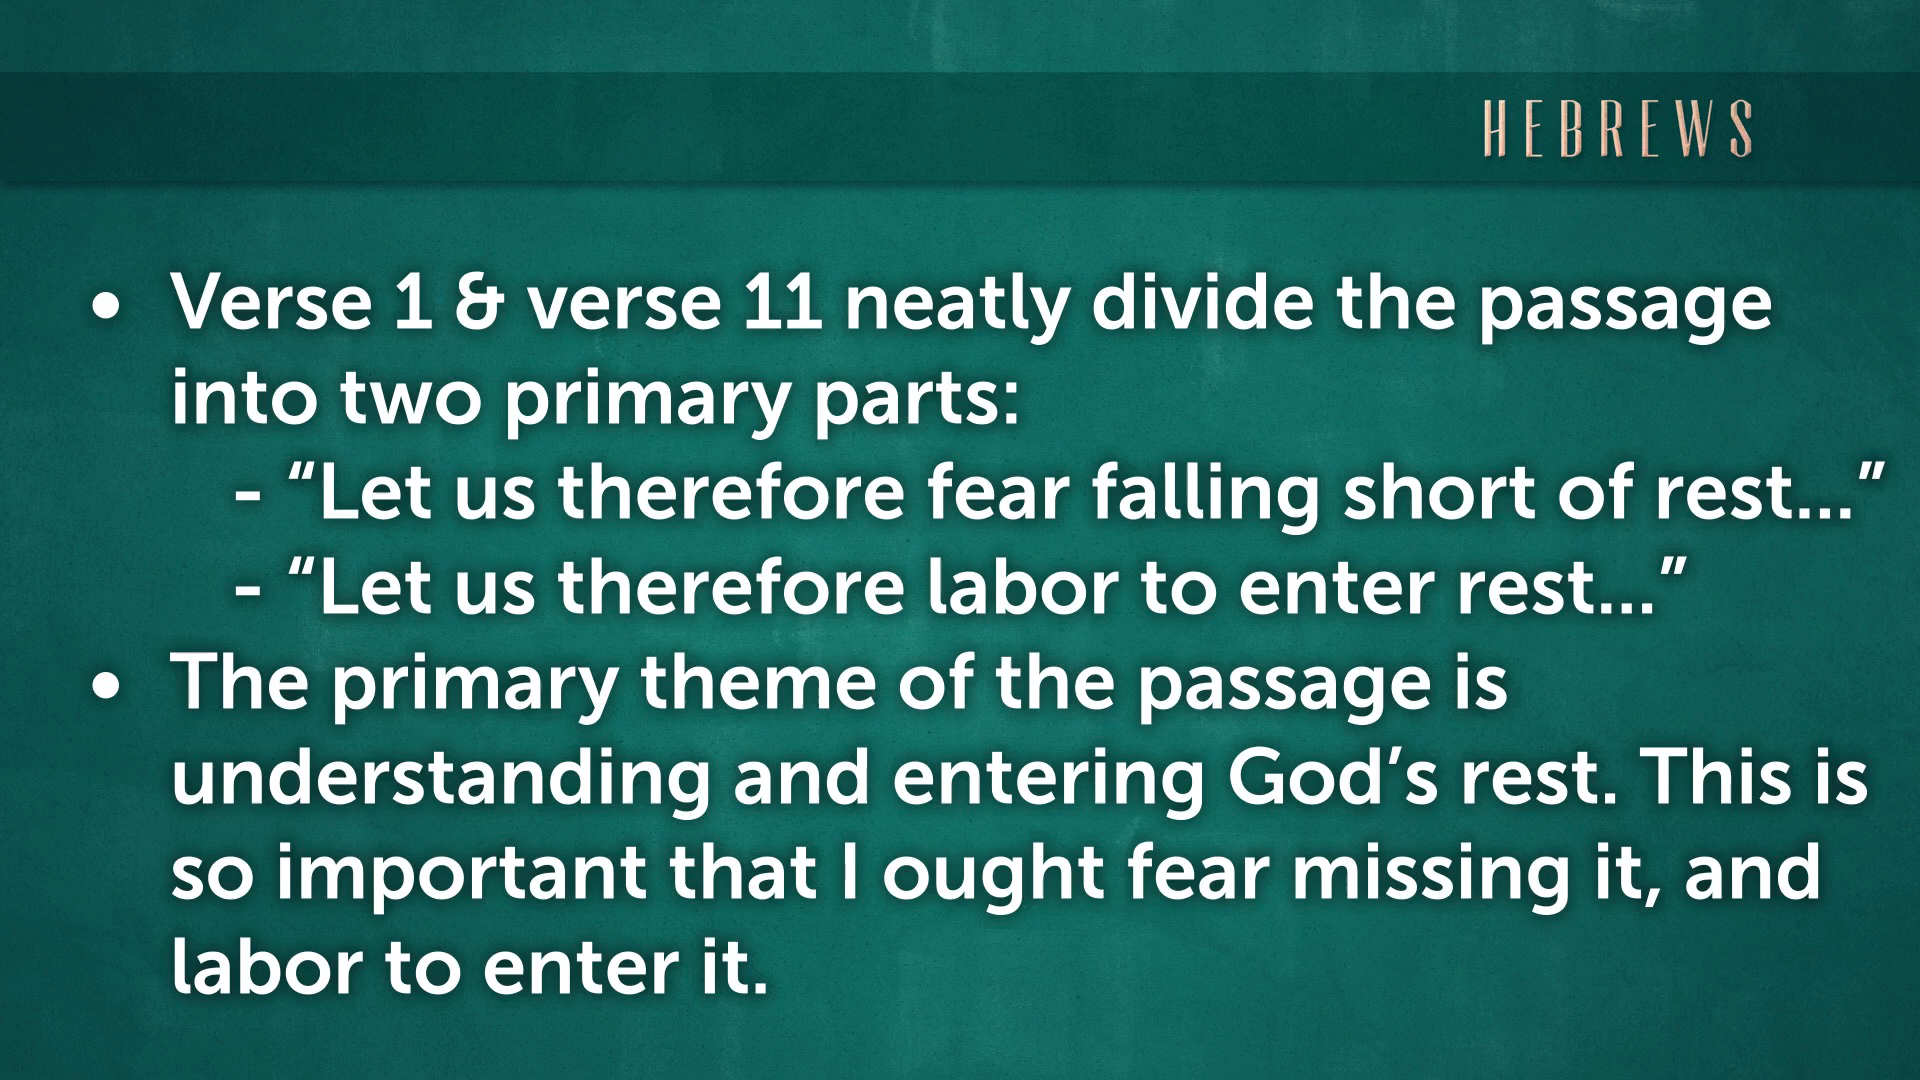 HEBREWS
• Verse 1 & verse 11 neatly divide the passage
into two primary parts:
- “Let us therefore fear falling short of rest...”
- “Let us therefore labor to enter rest...”
• The primary theme of the passage is
understanding and entering God’s rest. This is
so important that I ought fear missing it, and
labor to enter it.